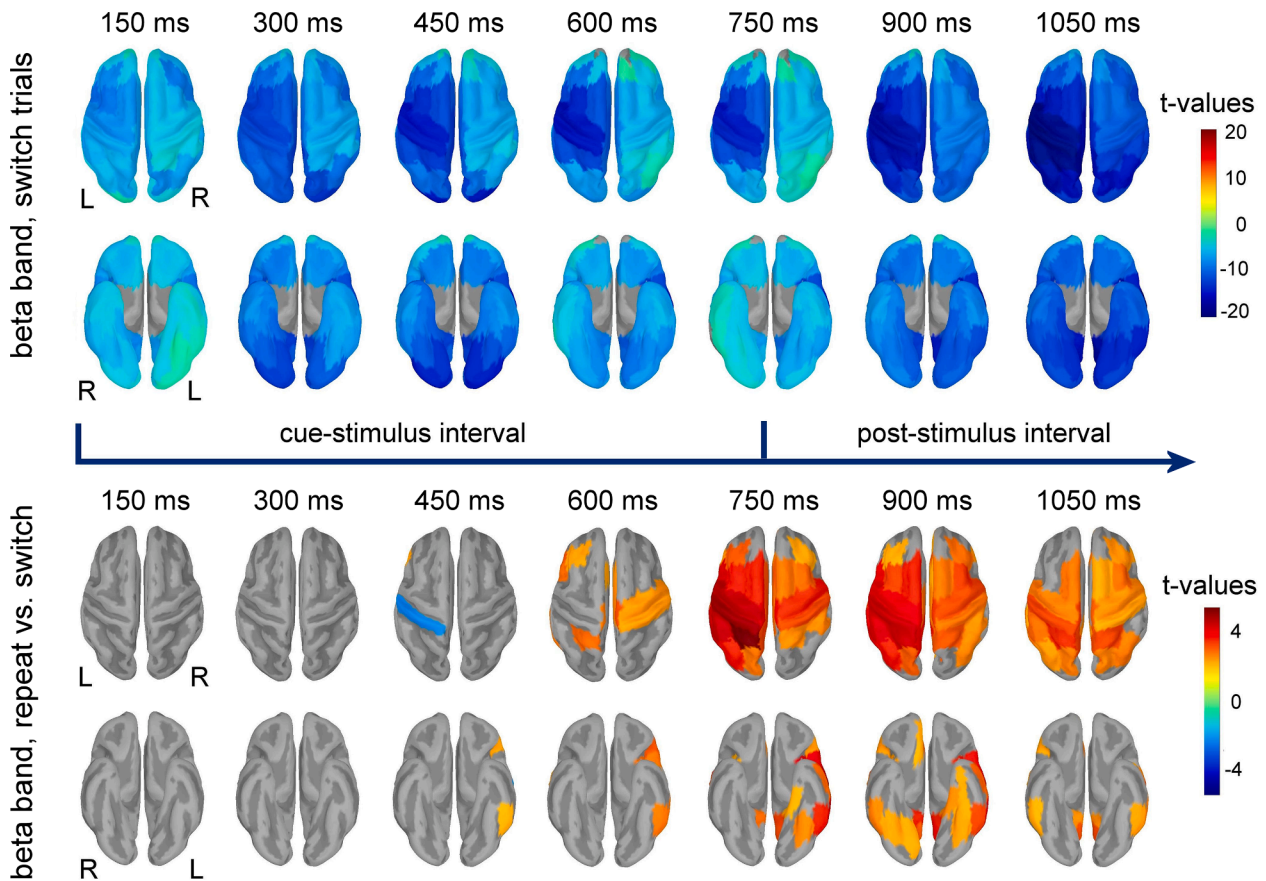 150 ms 300 ms 450 ms 600 ms 750 ms 900 ms 1050 ms
beta band, switch trials
t-values
20
10
0
-10
-20
L R
R L
cue-stimulus interval post-stimulus interval
150 ms 300 ms 450 ms 600 ms 750 ms 900 ms 1050 ms
beta band, repeat vs. switch
t-values
4
0
-4
L R
R L